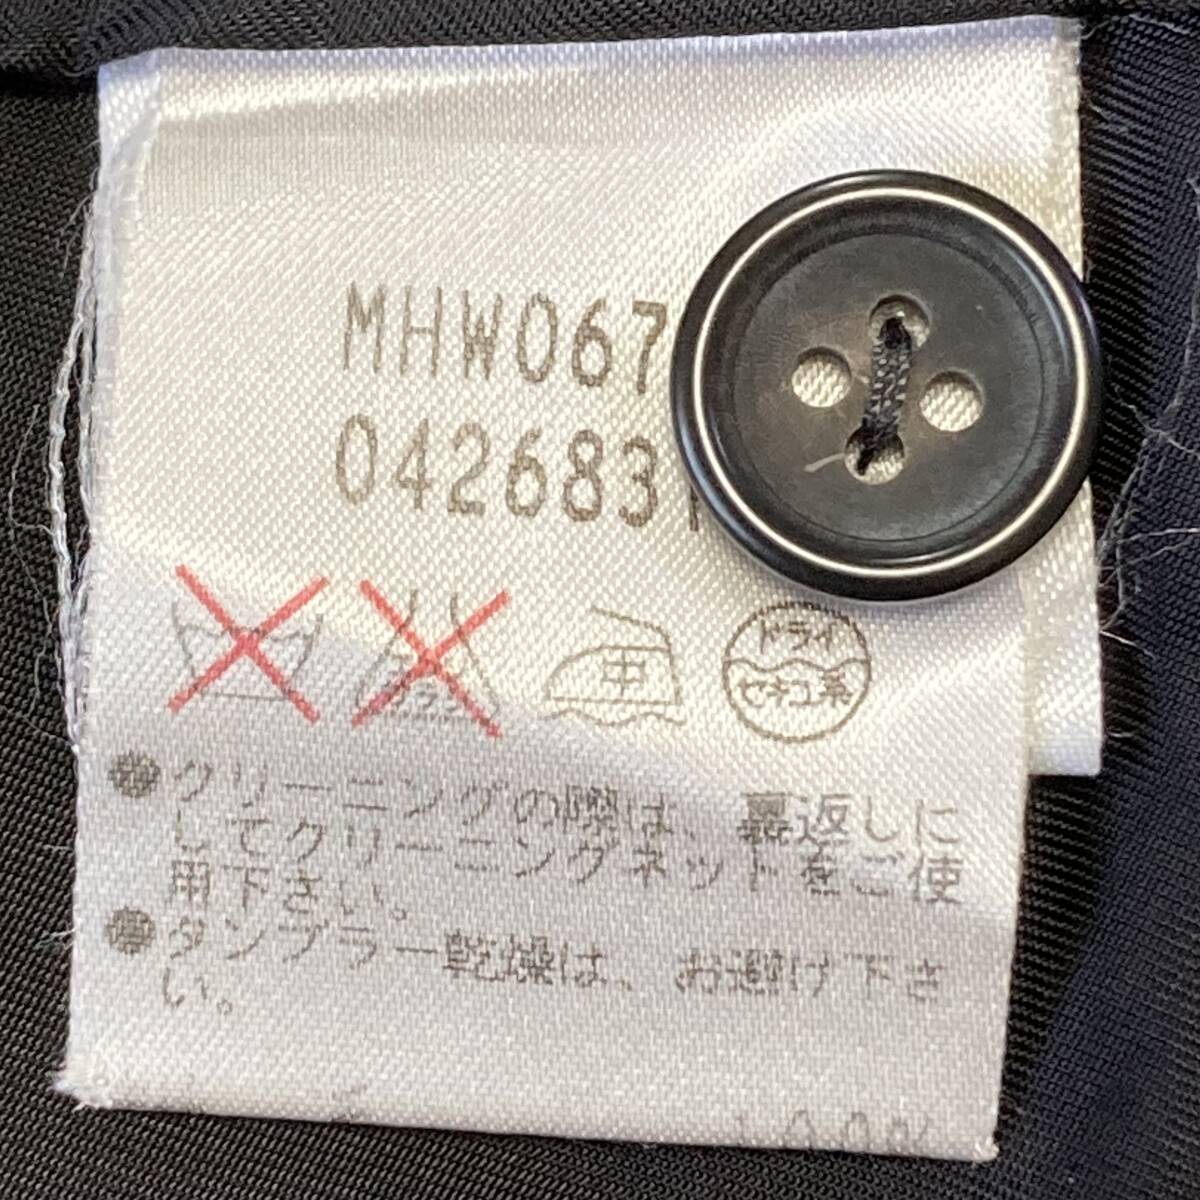 MHW067
042683
中
ドライ
セキユ系
●クリーニングの際は、裏返しに
してクリーニングネットをご使
用下さい。
●タンブラー乾燥は、お避け下さ
い。